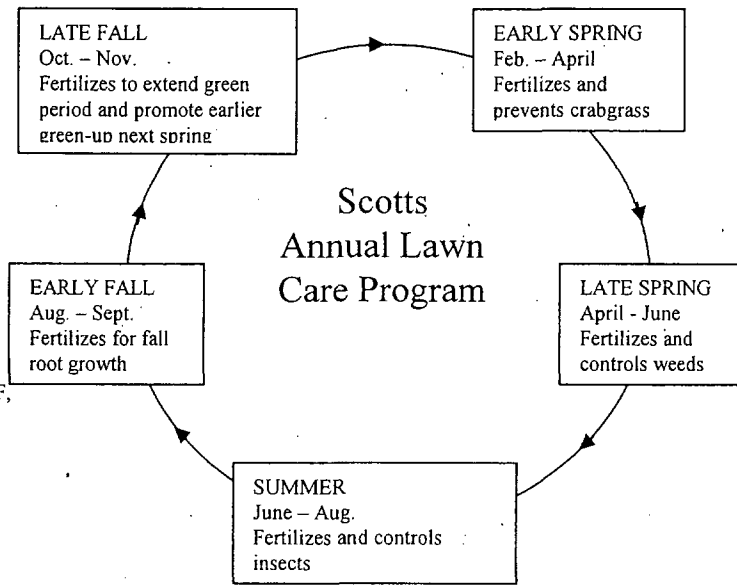 LATE FALL
Oct. – Nov.
Fertilizes to extend green
period and promote earlier
green-up next spring
EARLY SPRING
Feb. – April
Fertilizes and
prevents crabgrass
Scotts
Annual Lawn
Care Program
EARLY FALL
Aug. – Sept.
Fertilizes for fall
root growth
LATE SPRING
April - June
Fertilizes and
controls weeds
SUMMER
June – Aug.
Fertilizes and controls
insects